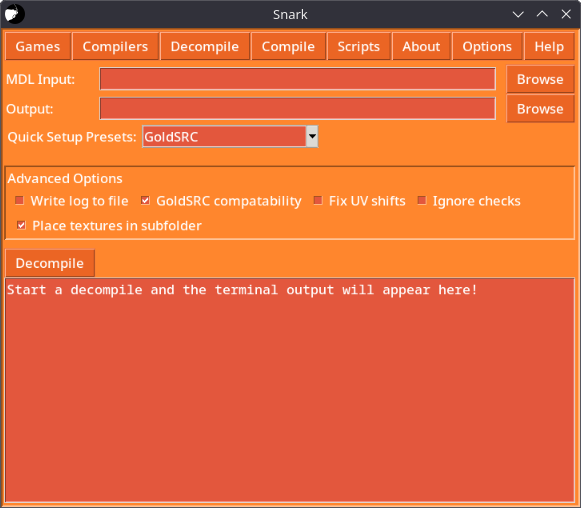 Snark
Games Compilers Decompile Compile Scripts About Options Help
MDL Input: Browse
Output: Browse
Quick Setup Presets: GoldSRC
Advanced Options
Write log to file GoldSRC compatability Fix UV shifts Ignore checks
Place textures in subfolder
Decompile
Start a decompile and the terminal output will appear here!